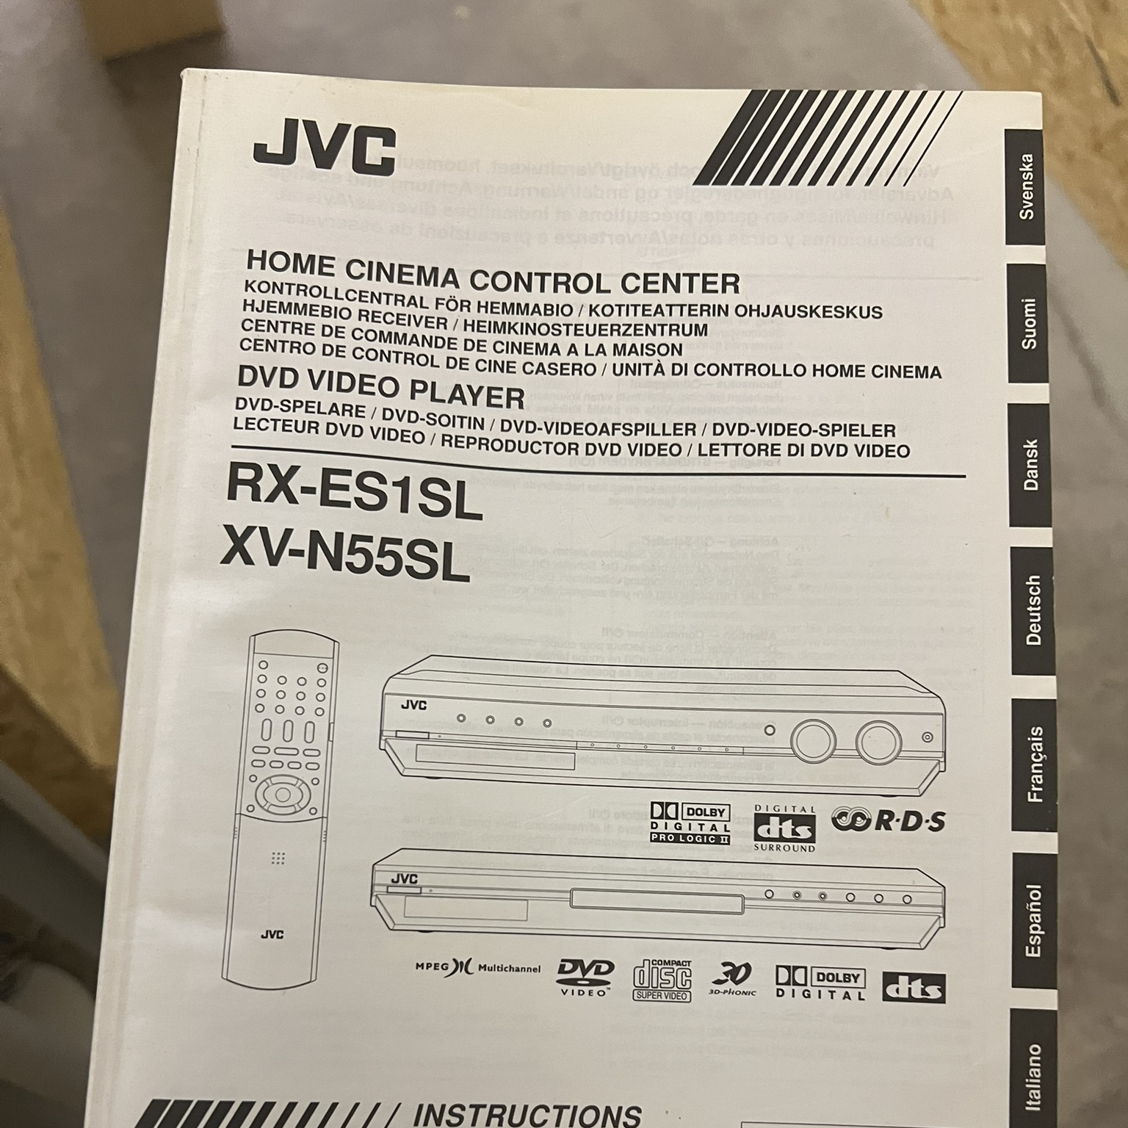 JVC
HOME CINEMA CONTROL CENTER
KONTROLLCENTRAL FÖR HEMMABIO / KOTITEATTERIN OHJAUSKESKUS
HJEMMEBIO RECEIVER / HEIMKINOSTEUERZENTRUM
CENTRE DE COMMANDE DE CINEMA A LA MAISON
CENTRO DE CONTROL DE CINE CASERO / UNITÀ DI CONTROLLO HOME CINEMA
DVD VIDEO PLAYER
DVD-SPELARE / DVD-SOITIN / DVD-VIDEOAFSPILLER / DVD-VIDEO-SPIELER
LECTEUR DVD VIDEO / REPRODUCTOR DVD VIDEO / LETTORE DI DVD VIDEO
RX-ES1SL
XV-N55SL
JVC
DOLBY
DIGITAL
PRO LOGIC II
DIGITAL
dts
SURROUND
R·D·S
JVC
JVC
MPEG Multichannel
DVD
VIDEO™
COMPACT
disc
SUPER VIDEO
3D
3D-PHONIC
DOLBY
DIGITAL
dts
INSTRUCTIONS
Svenska
Suomi
Dansk
Deutsch
Français
Español
Italiano